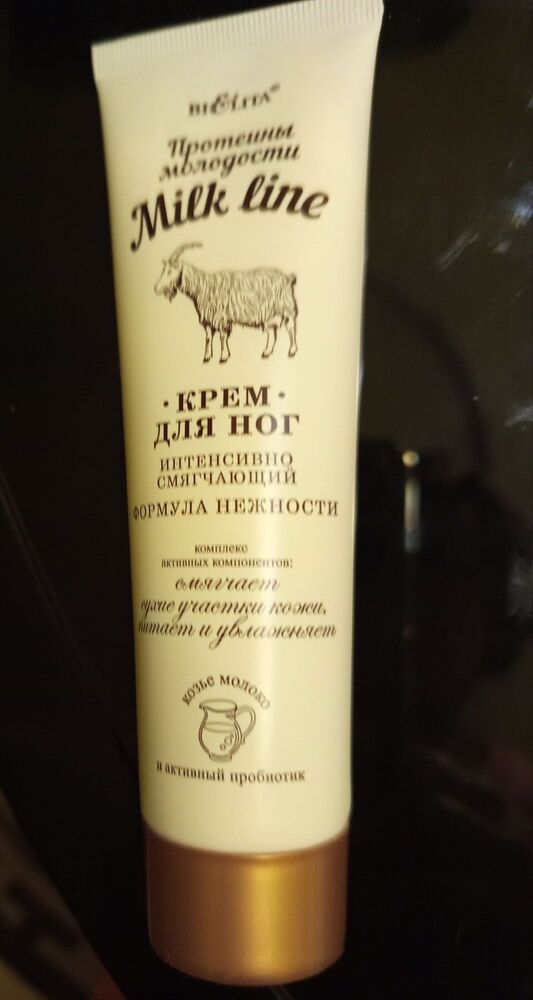 BIELITA®
Протеины
молодости
Milk line
• КРЕМ •
ДЛЯ НОГ
ИНТЕНСИВНО
СМЯГЧАЮЩИЙ
ФОРМУЛА НЕЖНОСТИ
КОМПЛЕКС
АКТИВНЫХ КОМПОНЕНТОВ:
смягчает
сухие участки кожи,
питает и увлажняет
КОЗЬЕ МОЛОКО
и активный пробиотик